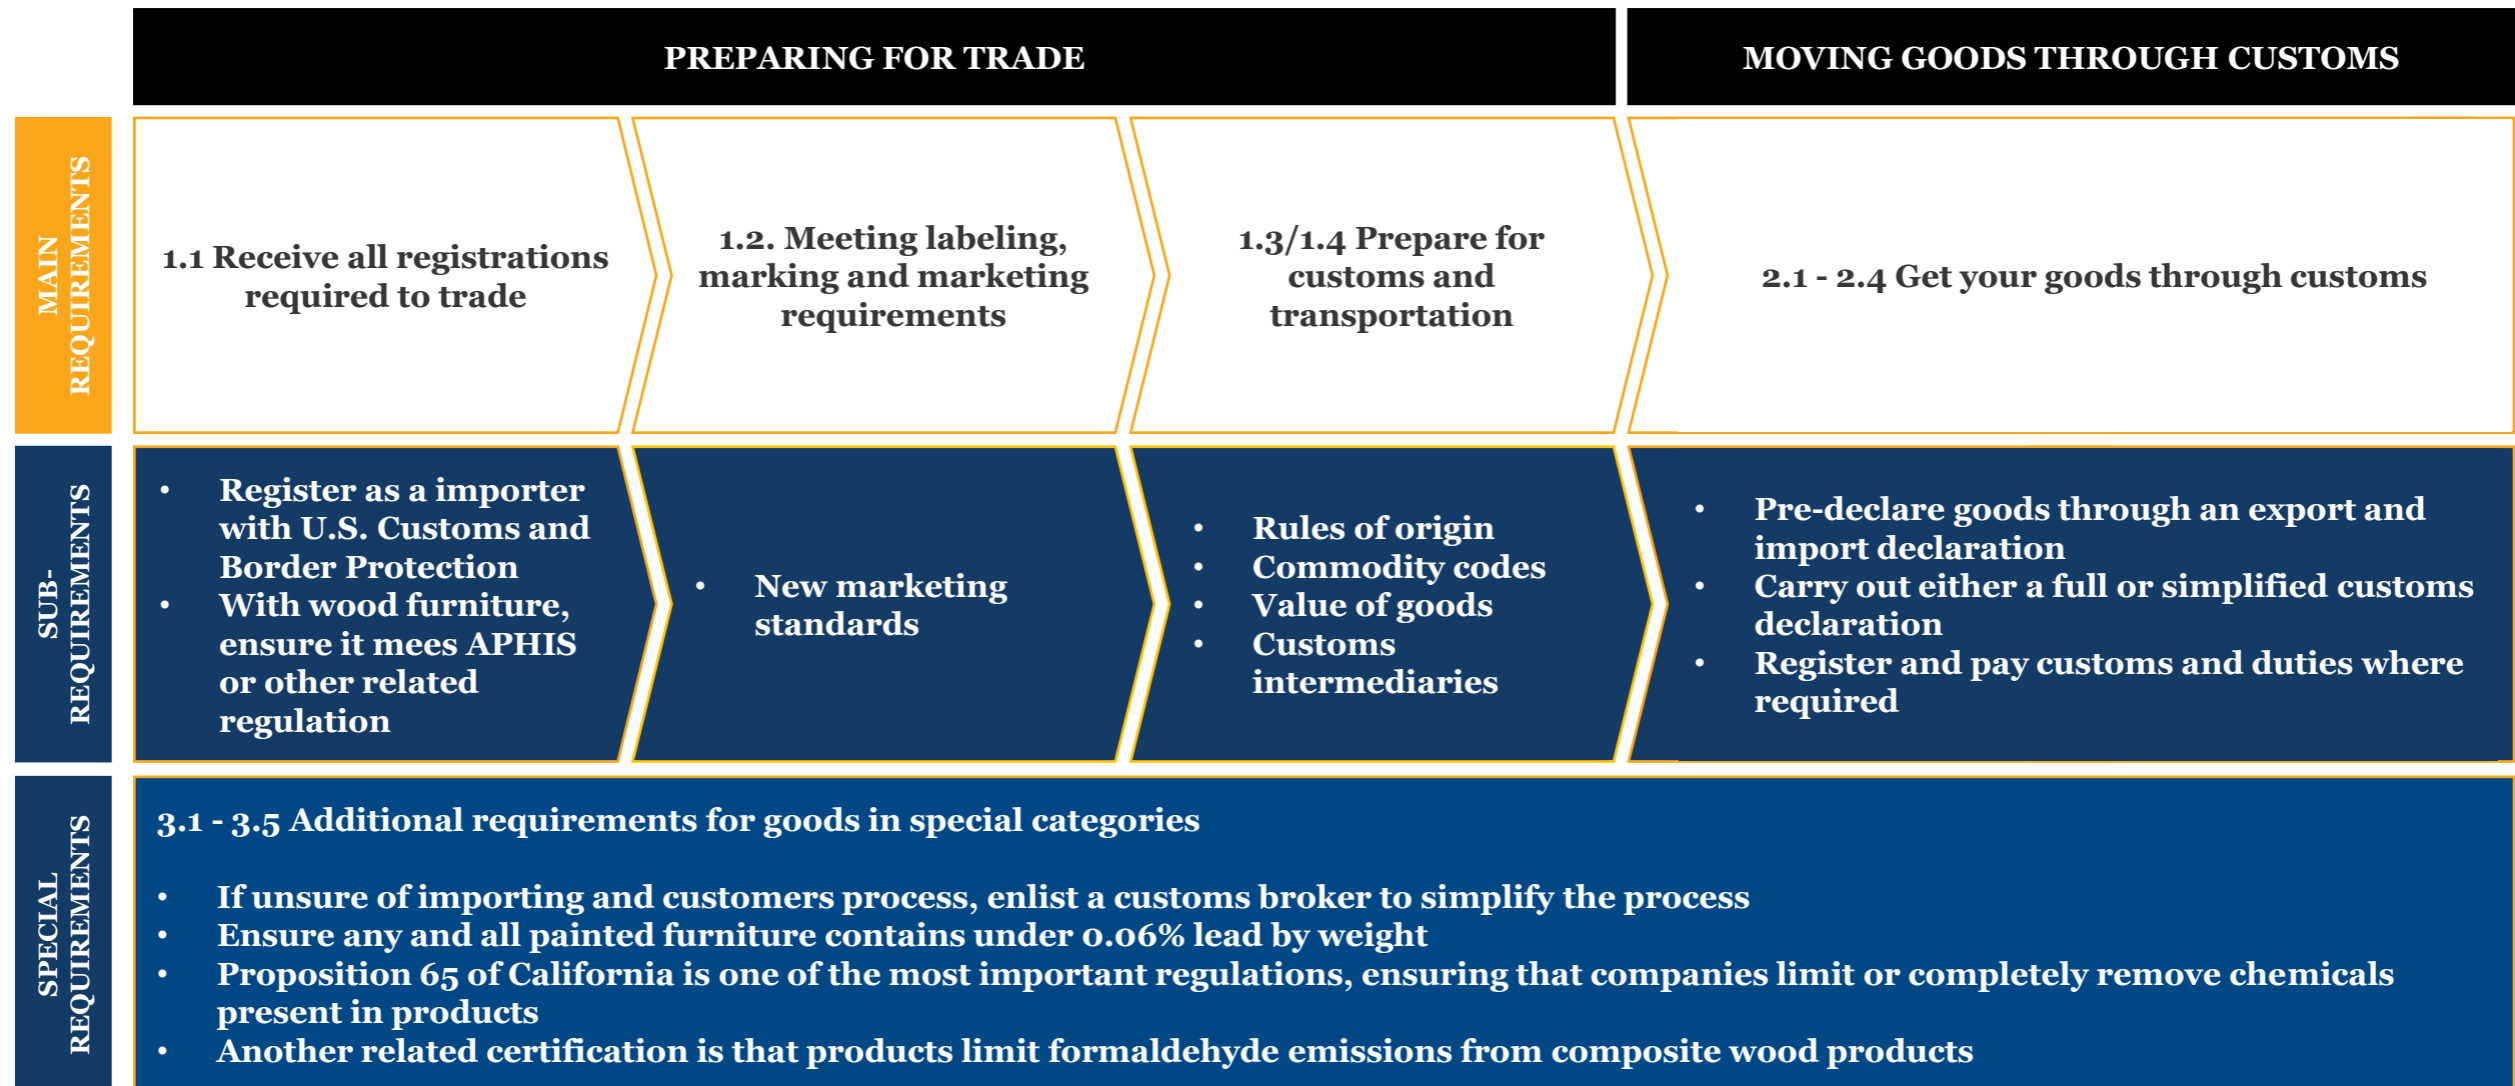 PREPARING FOR TRADE
MOVING GOODS THROUGH CUSTOMS
MAIN
REQUIREMENTS
1.1 Receive all registrations
required to trade
1.2. Meeting labeling,
marking and marketing
requirements
1.3/1.4 Prepare for
customs and
transportation
2.1 - 2.4 Get your goods through customs
SUB-
REQUIREMENTS
• Register as a importer
with U.S. Customs and
Border Protection
• With wood furniture,
ensure it mees APHIS
or other related
regulation
• New marketing
standards
• Rules of origin
• Commodity codes
• Value of goods
• Customs
intermediaries
• Pre-declare goods through an export and
import declaration
• Carry out either a full or simplified customs
declaration
• Register and pay customs and duties where
required
SPECIAL
REQUIREMENTS
3.1 - 3.5 Additional requirements for goods in special categories
• If unsure of importing and customers process, enlist a customs broker to simplify the process
• Ensure any and all painted furniture contains under 0.06% lead by weight
• Proposition 65 of California is one of the most important regulations, ensuring that companies limit or completely remove chemicals
present in products
• Another related certification is that products limit formaldehyde emissions from composite wood products